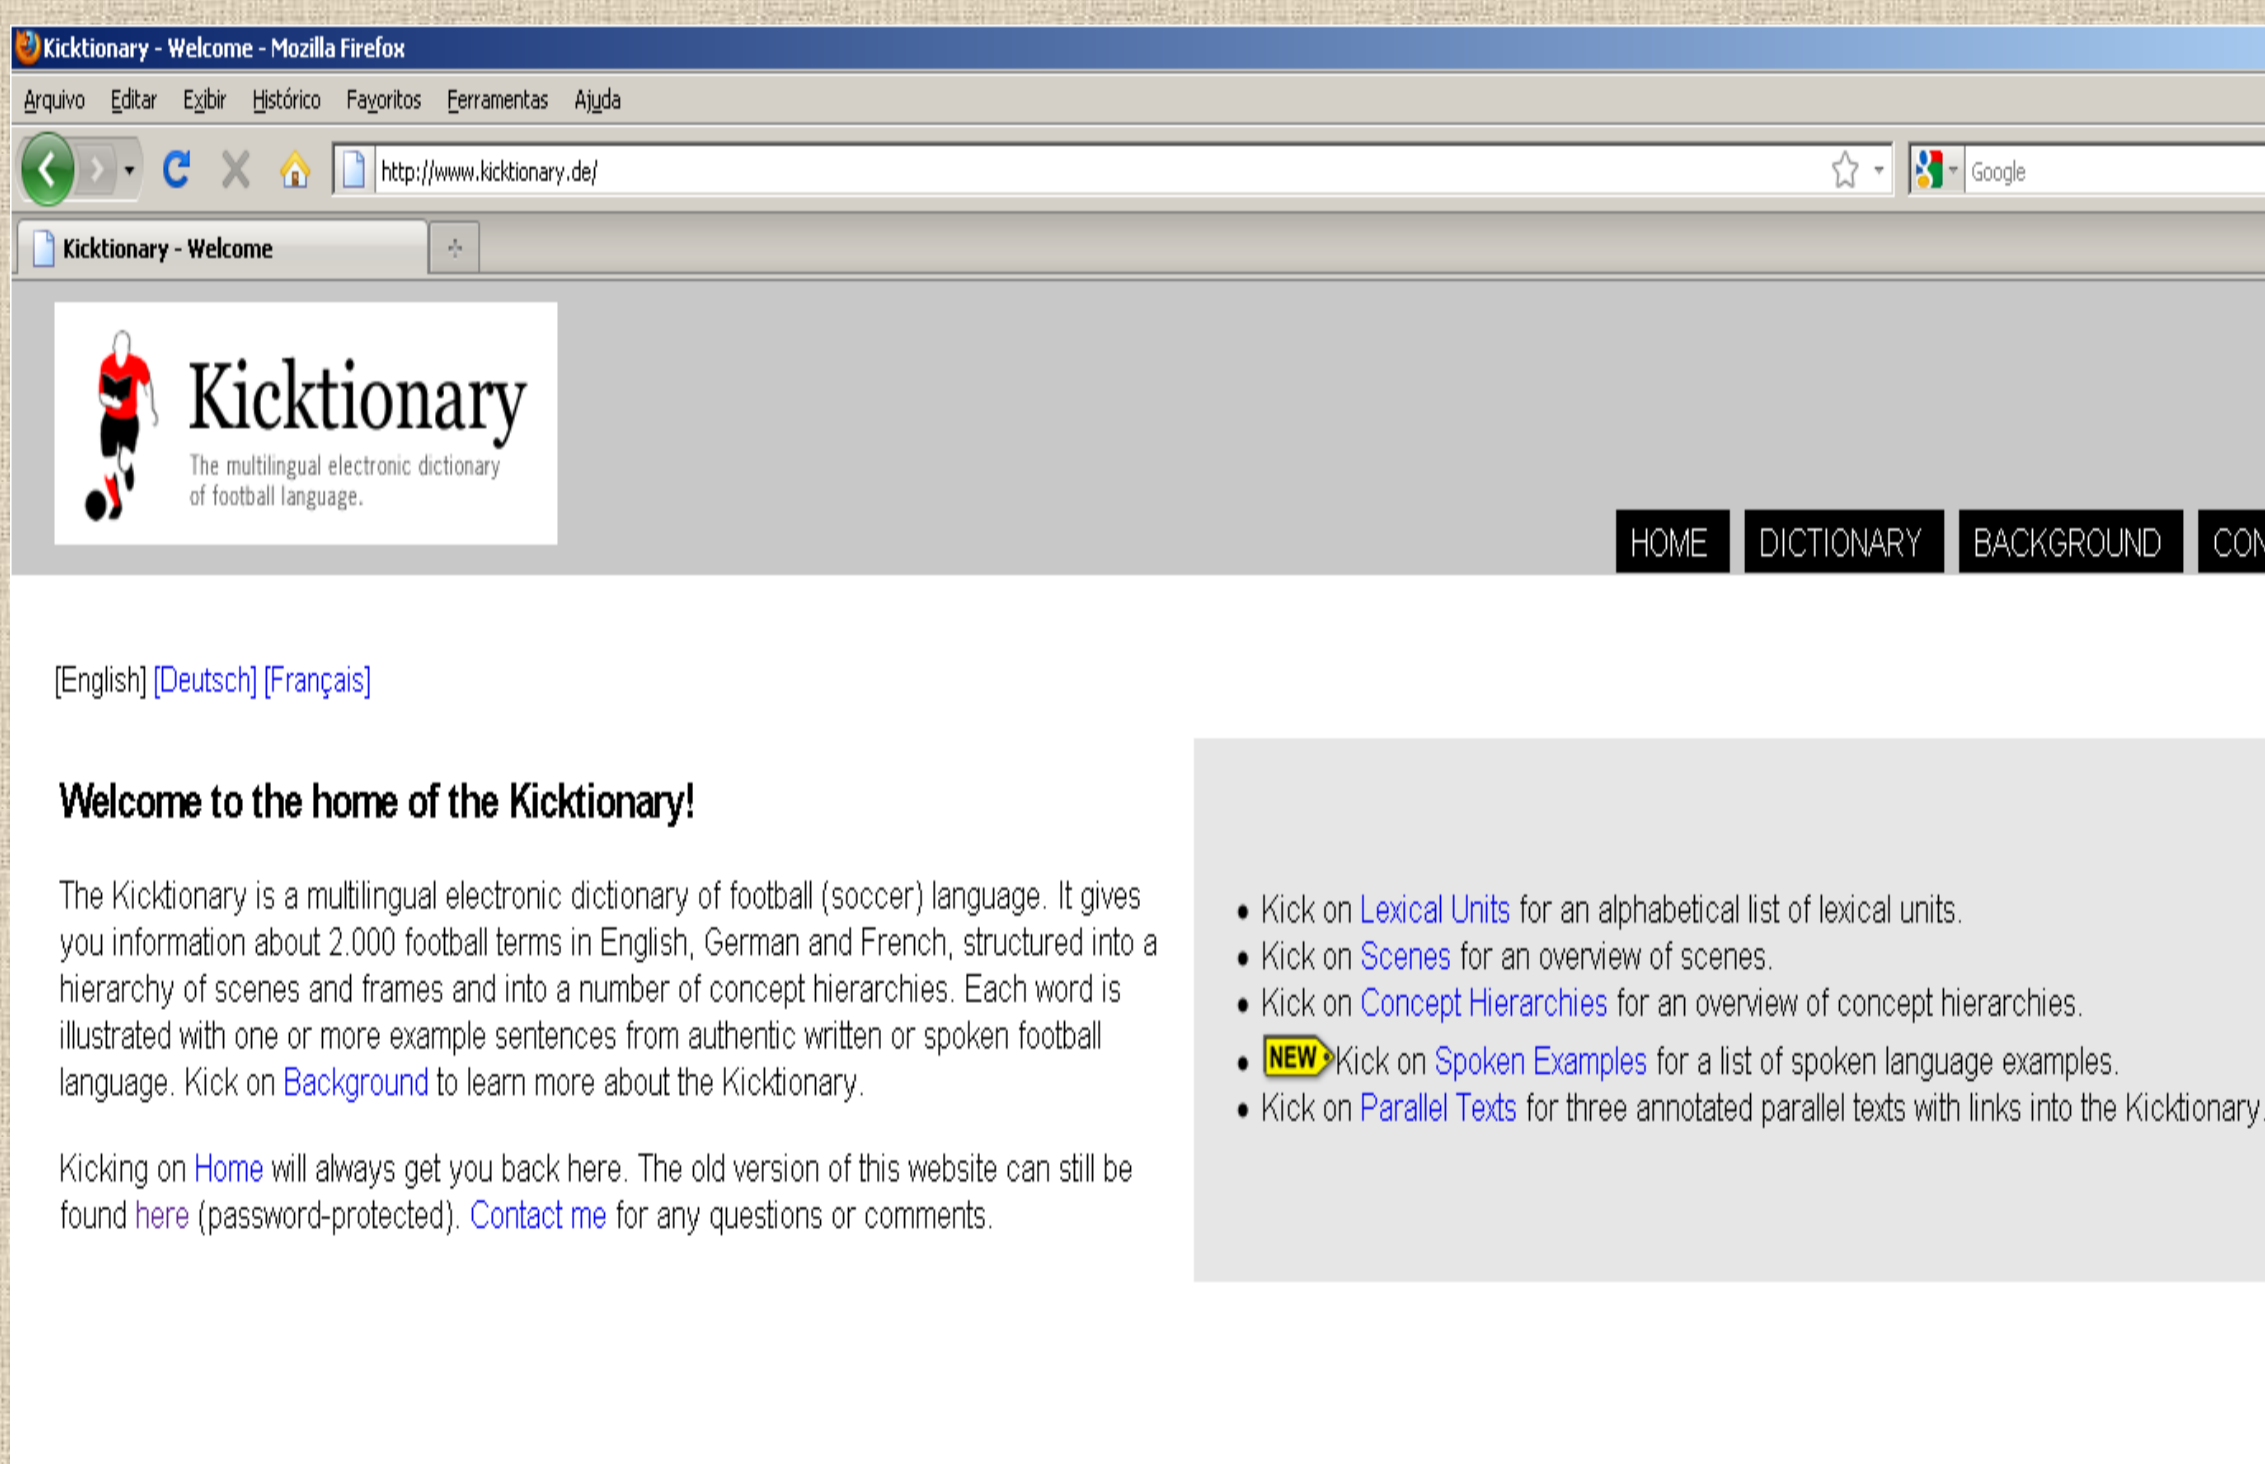 Kicktionary - Welcome - Mozilla Firefox
Arquivo Editar Exibir Histórico Favoritos Ferramentas Ajuda
http://www.kicktionary.de/ Google
Kicktionary - Welcome
Kicktionary
The multilingual electronic dictionary
of football language.
HOME DICTIONARY BACKGROUND
[English] [Deutsch] [Français]
Welcome to the home of the Kicktionary!
The Kicktionary is a multilingual electronic dictionary of football (soccer) language. It gives
you information about 2.000 football terms in English, German and French, structured into a
hierarchy of scenes and frames and into a number of concept hierarchies. Each word is
illustrated with one or more example sentences from authentic written or spoken football
language. Kick on Background to learn more about the Kicktionary.
Kicking on Home will always get you back here. The old version of this website can still be
found here (password-protected). Contact me for any questions or comments.
Kick on Lexical Units for an alphabetical list of lexical units.
Kick on Scenes for an overview of scenes.
Kick on Concept Hierarchies for an overview of concept hierarchies.
NEW Kick on Spoken Examples for a list of spoken language examples.
Kick on Parallel Texts for three annotated parallel texts with links into the Kicktionary.